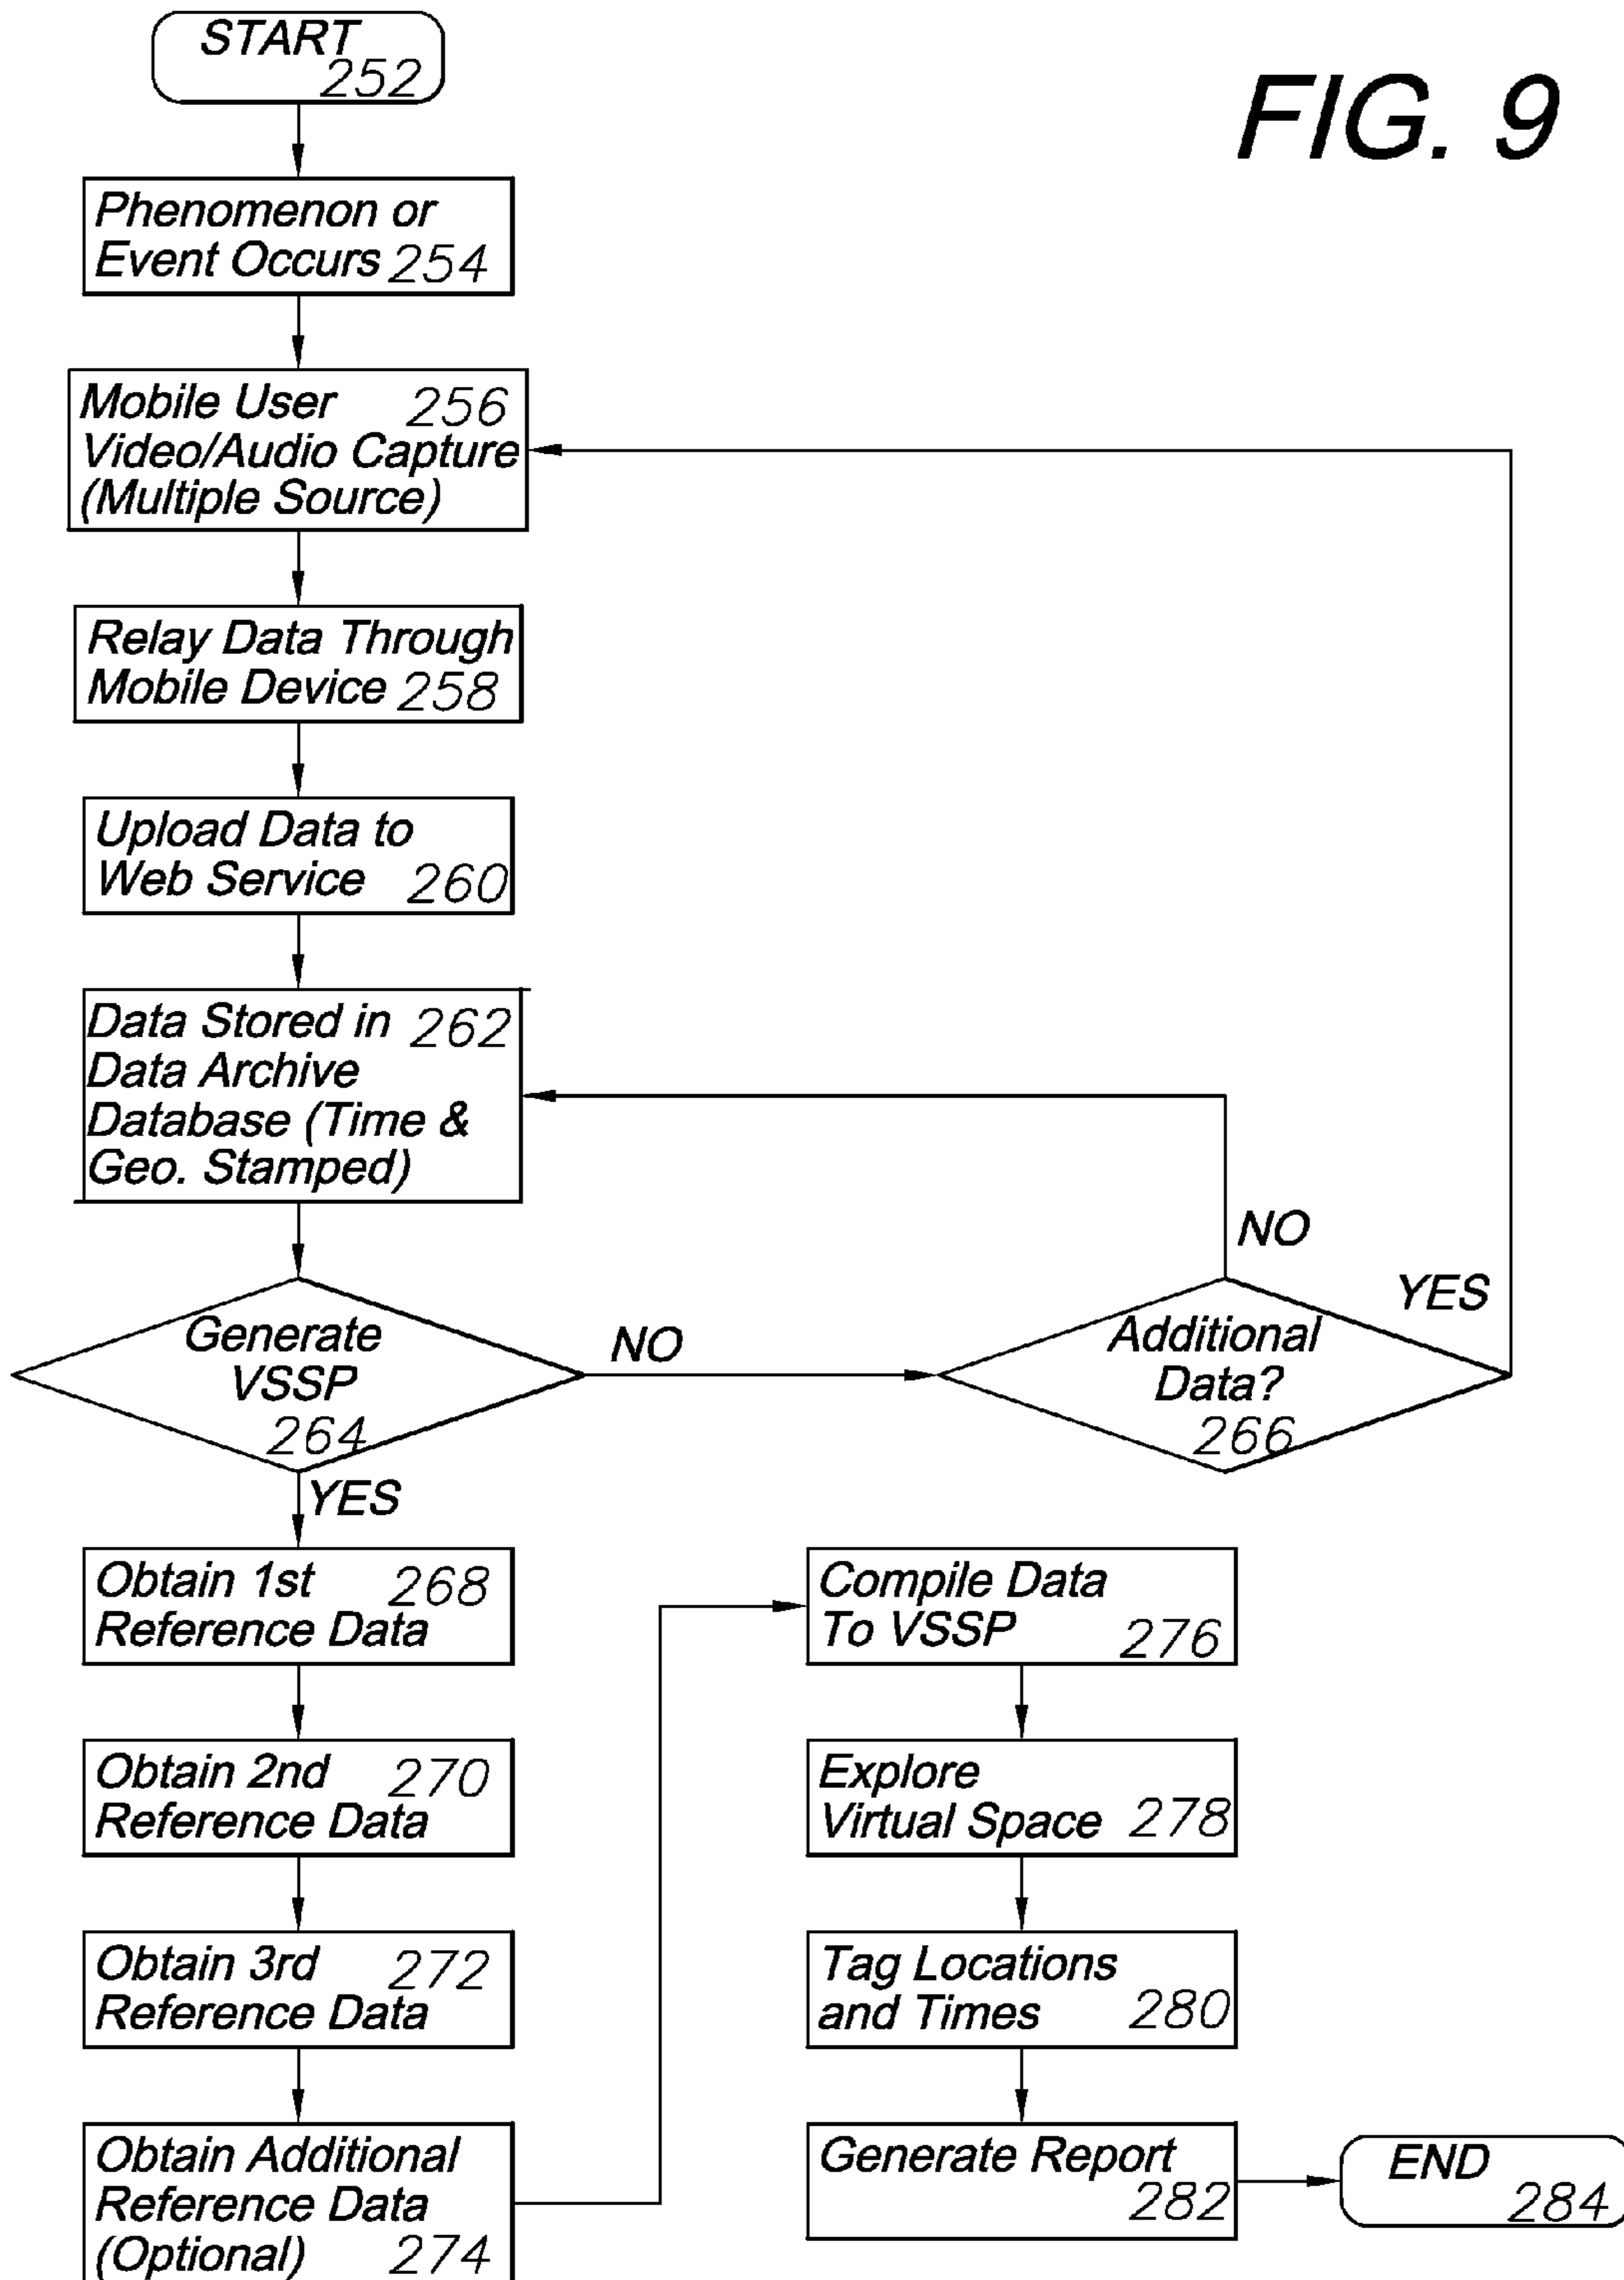 FIG. 9
START
252
Phenomenon or
Event Occurs 254
Mobile User 256
Video/Audio Capture
(Multiple Source)
Relay Data Through
Mobile Device 258
Upload Data to
Web Service 260
Data Stored in 262
Data Archive
Database (Time &
Geo. Stamped)
Generate
VSSP
264
NO
YES
Additional
Data?
266
NO
YES
Obtain 1st 268
Reference Data
Obtain 2nd 270
Reference Data
Obtain 3rd 272
Reference Data
Obtain Additional
Reference Data
(Optional) 274
Compile Data
To VSSP 276
Explore
Virtual Space 278
Tag Locations
and Times 280
Generate Report
282
END
284